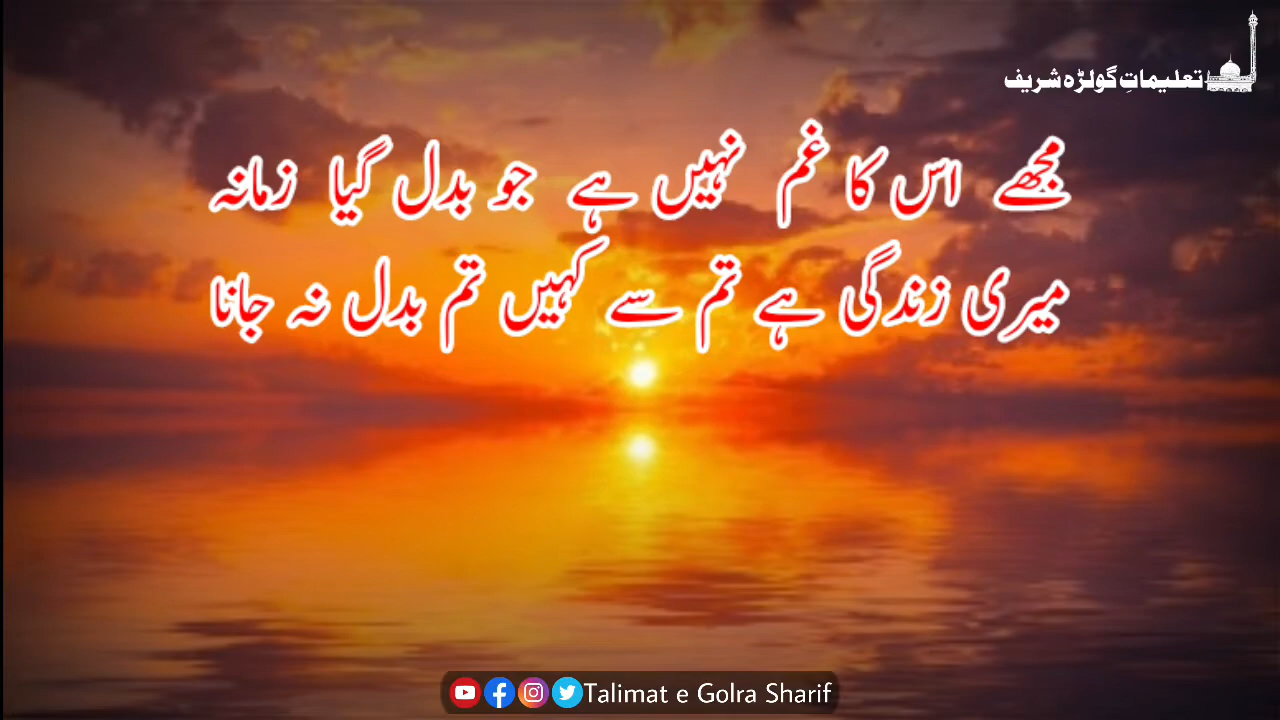 تعلیماتِ گولڑہ شریف
مجھے اس کا غم نہیں ہے جو بدل گیا زمانہ
میری زندگی ہے تم سے کہیں تم بدل نہ جانا
Talimat e Golra Sharif